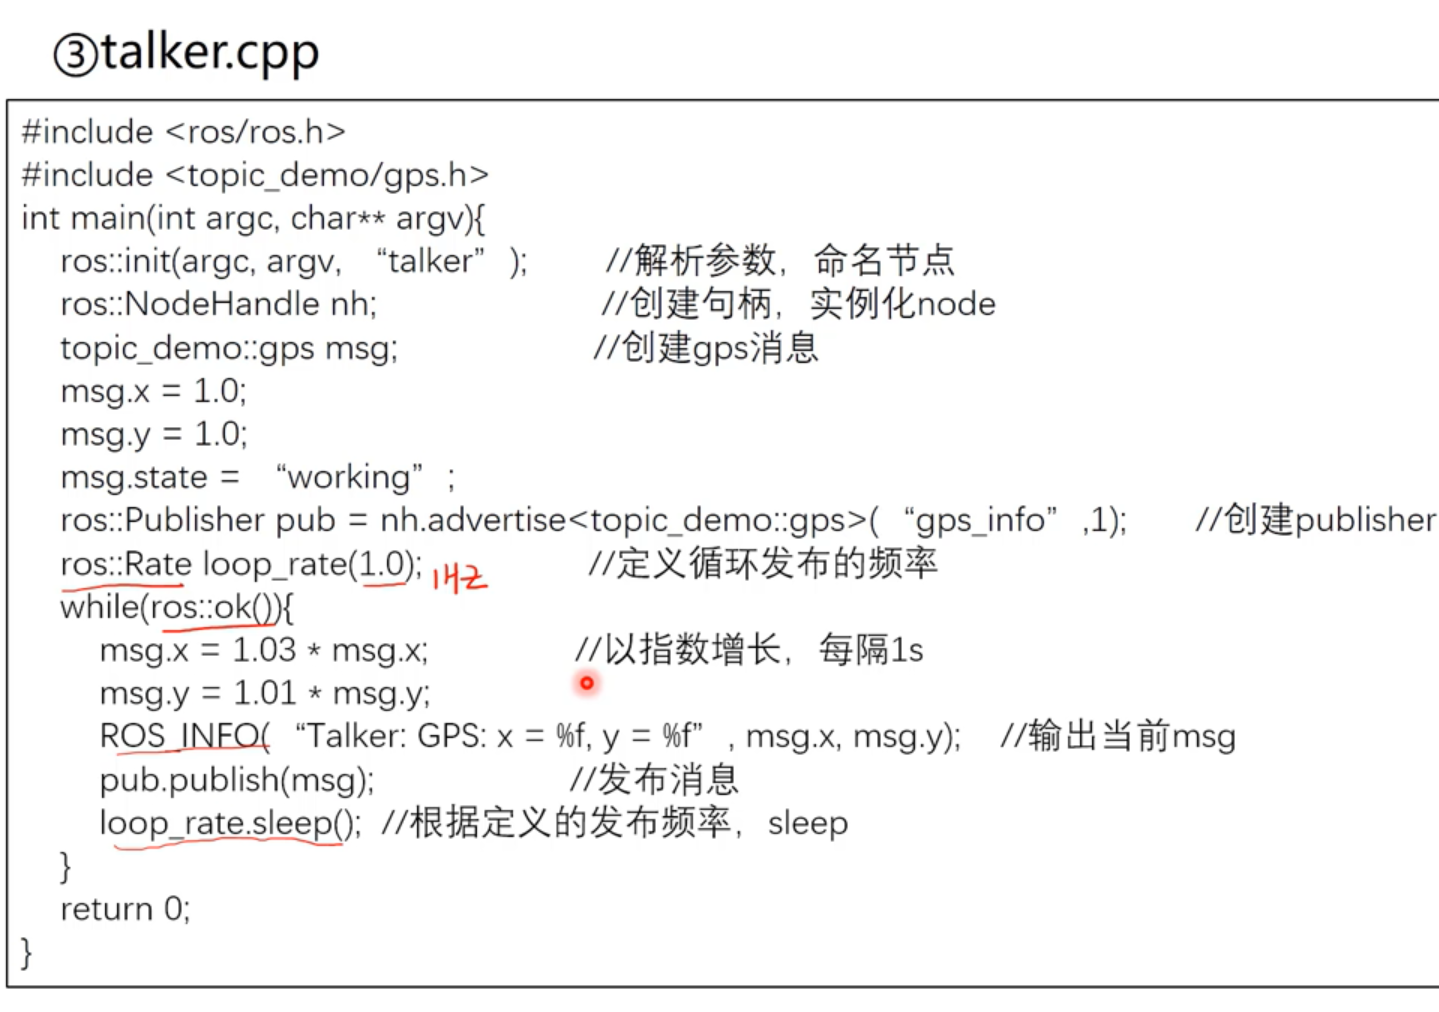 ③talker.cpp
#include <ros/ros.h>
#include <topic_demo/gps.h>
int main(int argc, char** argv){
ros::init(argc, argv, “talker” ); //解析参数，命名节点
ros::NodeHandle nh; //创建句柄，实例化node
topic_demo::gps msg; //创建gps消息
msg.x = 1.0;
msg.y = 1.0;
msg.state = “working” ;
ros::Publisher pub = nh.advertise<topic_demo::gps>( “gps_info” ,1); //创建publisher
ros::Rate loop_rate(1.0); 1HZ //定义循环发布的频率
while(ros::ok()){
msg.x = 1.03 * msg.x; //以指数增长，每隔1s
msg.y = 1.01 * msg.y;
ROS_INFO( “Talker: GPS: x = %f, y = %f” , msg.x, msg.y); //输出当前msg
pub.publish(msg); //发布消息
loop_rate.sleep(); //根据定义的发布频率，sleep
}
return 0;
}